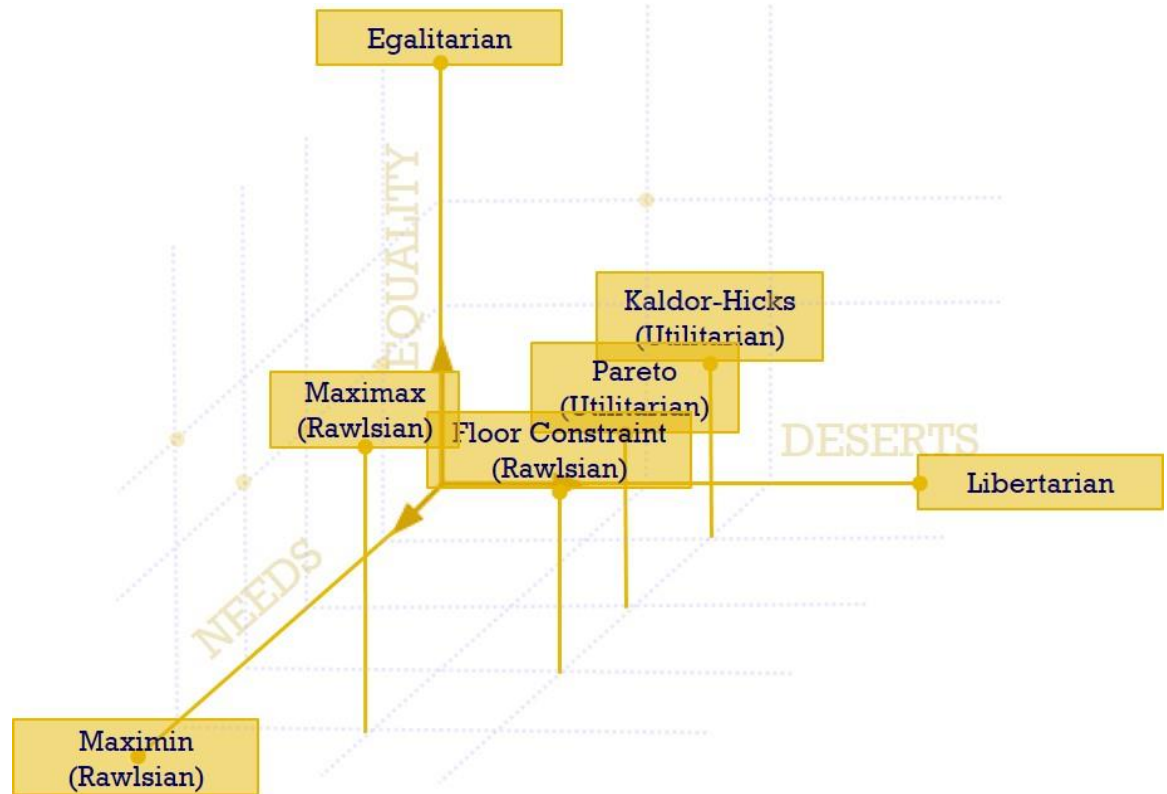 Egalitarian
EQUALITY
Kaldor-Hicks
(Utilitarian)
Pareto
(Utilitarian)
Maximax
(Rawlsian)
Floor Constraint
(Rawlsian)
DESERTS
Libertarian
NEEDS
Maximin
(Rawlsian)